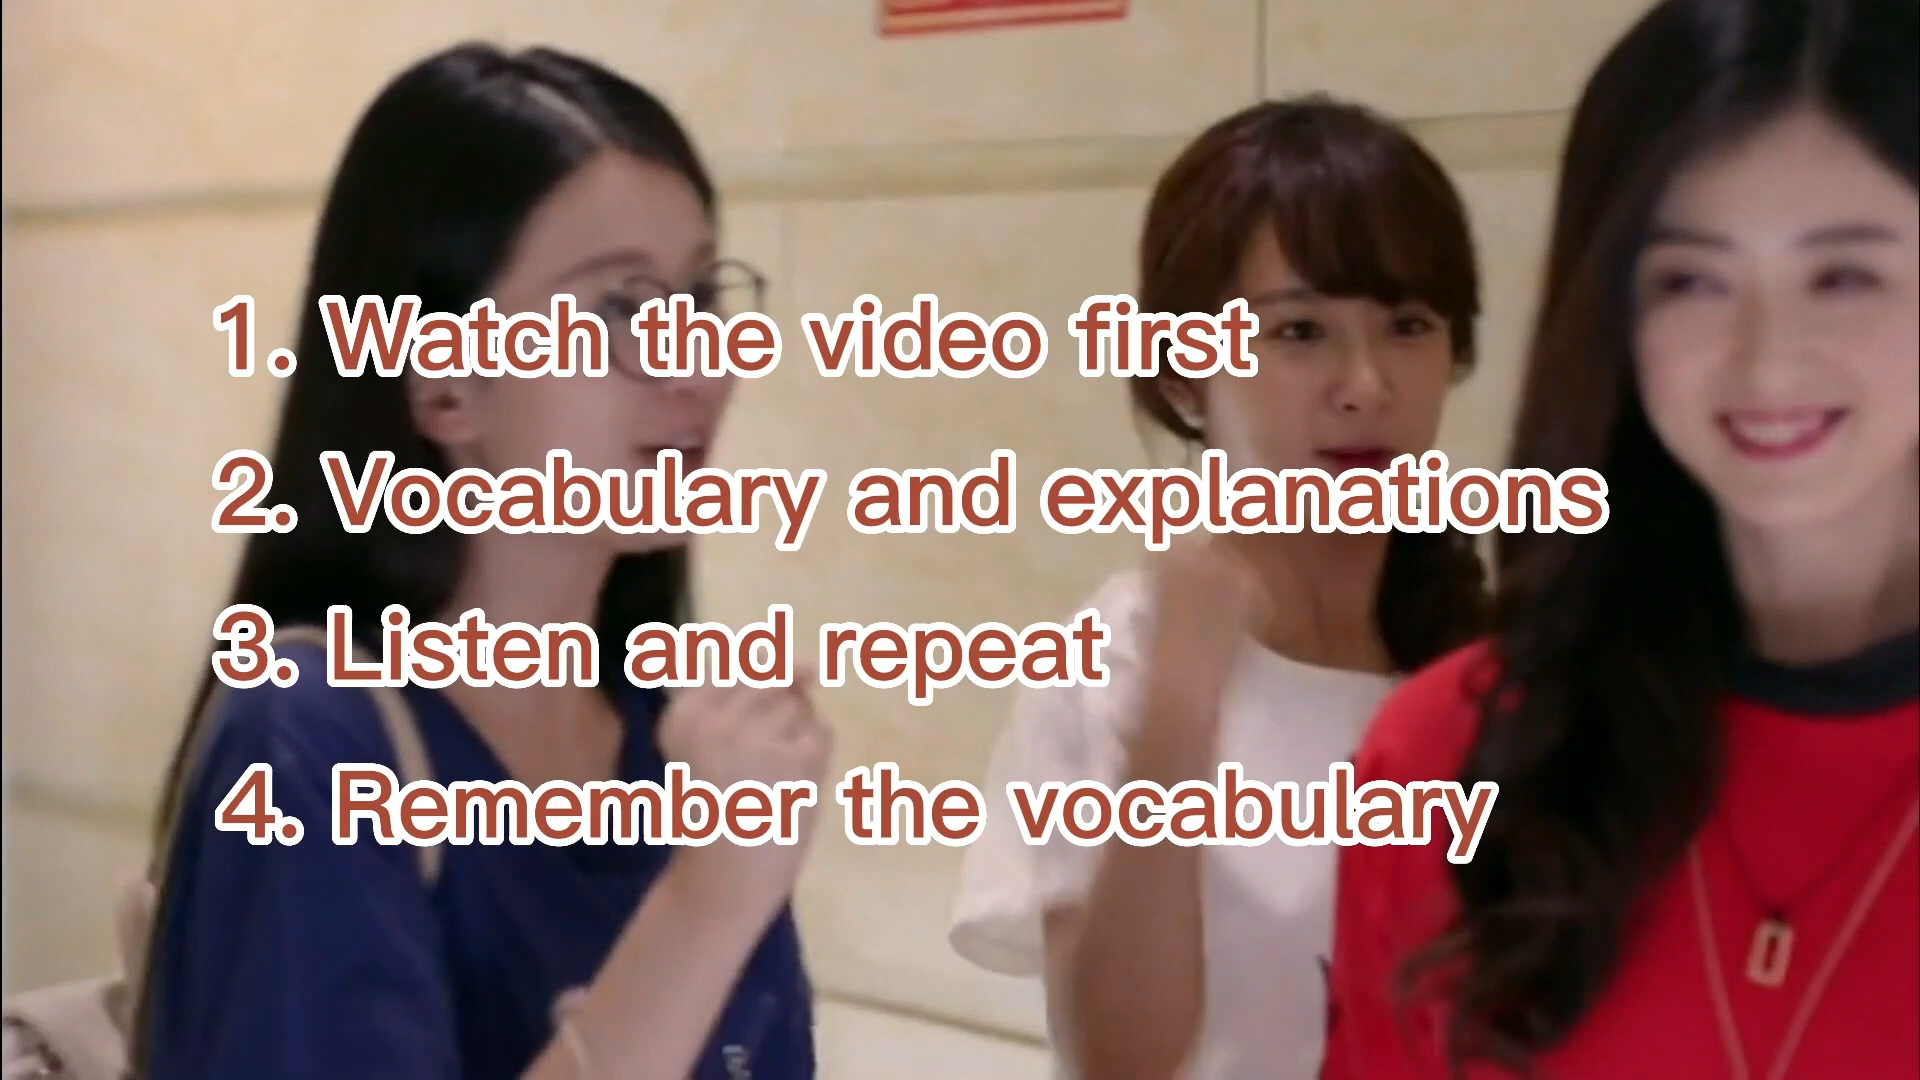 1. Watch the video first
2. Vocabulary and explanations
3. Listen and repeat
4. Remember the vocabulary